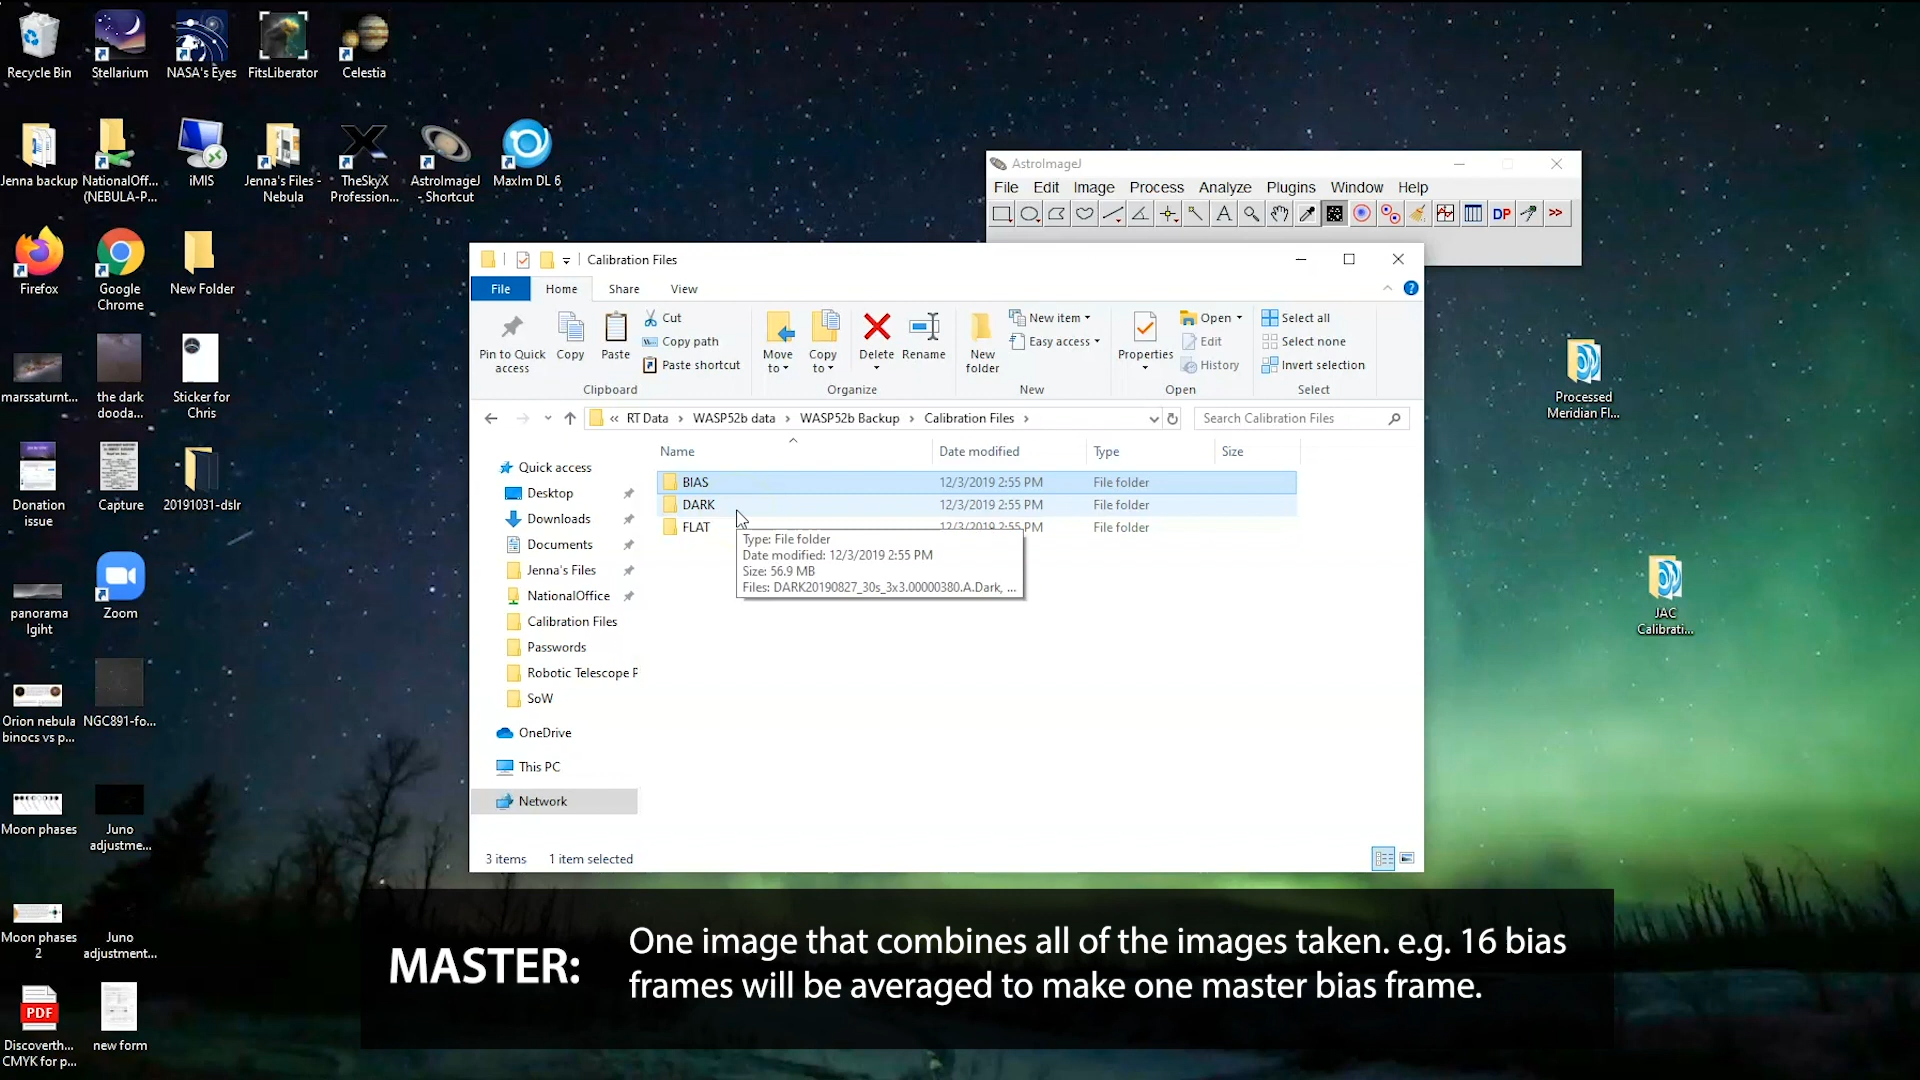 Recycle Bin
Stellarium
NASA's Eyes
FitsLiberator
Celestia
Jenna backup
NationalOff...
(NEBULA-P...
iMIS
Jenna's Files -
Nebula
TheSkyX
Profession...
AstroImageJ
- Shortcut
MaxIm DL 6
Firefox
Google
Chrome
New Folder
marssaturnt...
the dark
dooda...
Sticker for
Chris
Donation
issue
Capture
20191031-dslr
panorama
lgiht
Zoom
Orion nebula
binocs vs p...
NGC891-fo...
Moon phases
Juno
adjustme...
Moon phases
2
Juno
adjustment...
PDF
Discoverth...
CMYK for p...
new form
AstroImageJ
File Edit Image Process Analyze Plugins Window Help
A
DP
>>
Calibration Files
File Home Share View
Pin to Quick
access
Copy
Paste
Cut
Copy path
Paste shortcut
Clipboard
Move
to
Copy
to
Delete
Rename
Organize
New
folder
New item
Easy access
New
Properties
Open
Edit
History
Open
Select all
Select none
Invert selection
Select
« RT Data > WASP52b data > WASP52b Backup > Calibration Files >
Search Calibration Files
Name Date modified Type Size
BIAS 12/3/2019 2:55 PM File folder
DARK 12/3/2019 2:55 PM File folder
FLAT 12/3/2019 2:55 PM File folder
Type: File folder
Date modified: 12/3/2019 2:55 PM
Size: 56.9 MB
Files: DARK20190827_30s_3x3.00000380.A.Dark, ...
Quick access
Desktop
Downloads
Documents
Jenna's Files
NationalOffice
Calibration Files
Passwords
Robotic Telescope P
SoW
OneDrive
This PC
Network
3 items 1 item selected
Processed
Meridian Fl...
JAC
Calibrati...
MASTER:
One image that combines all of the images taken. e.g. 16 bias
frames will be averaged to make one master bias frame.